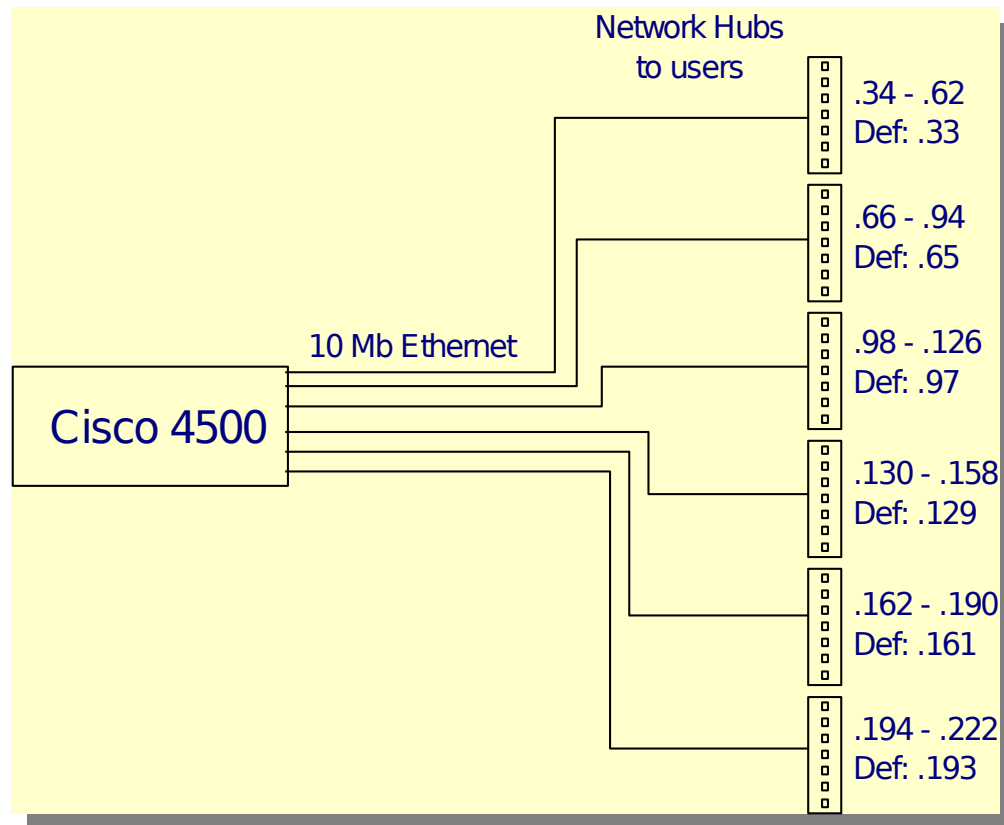 Network Hubs
to users
.34 - .62
Def: .33
.66 - .94
Def: .65
10 Mb Ethernet
.98 - .126
Def: .97
Cisco 4500
.130 - .158
Def: .129
.162 - .190
Def: .161
.194 - .222
Def: .193